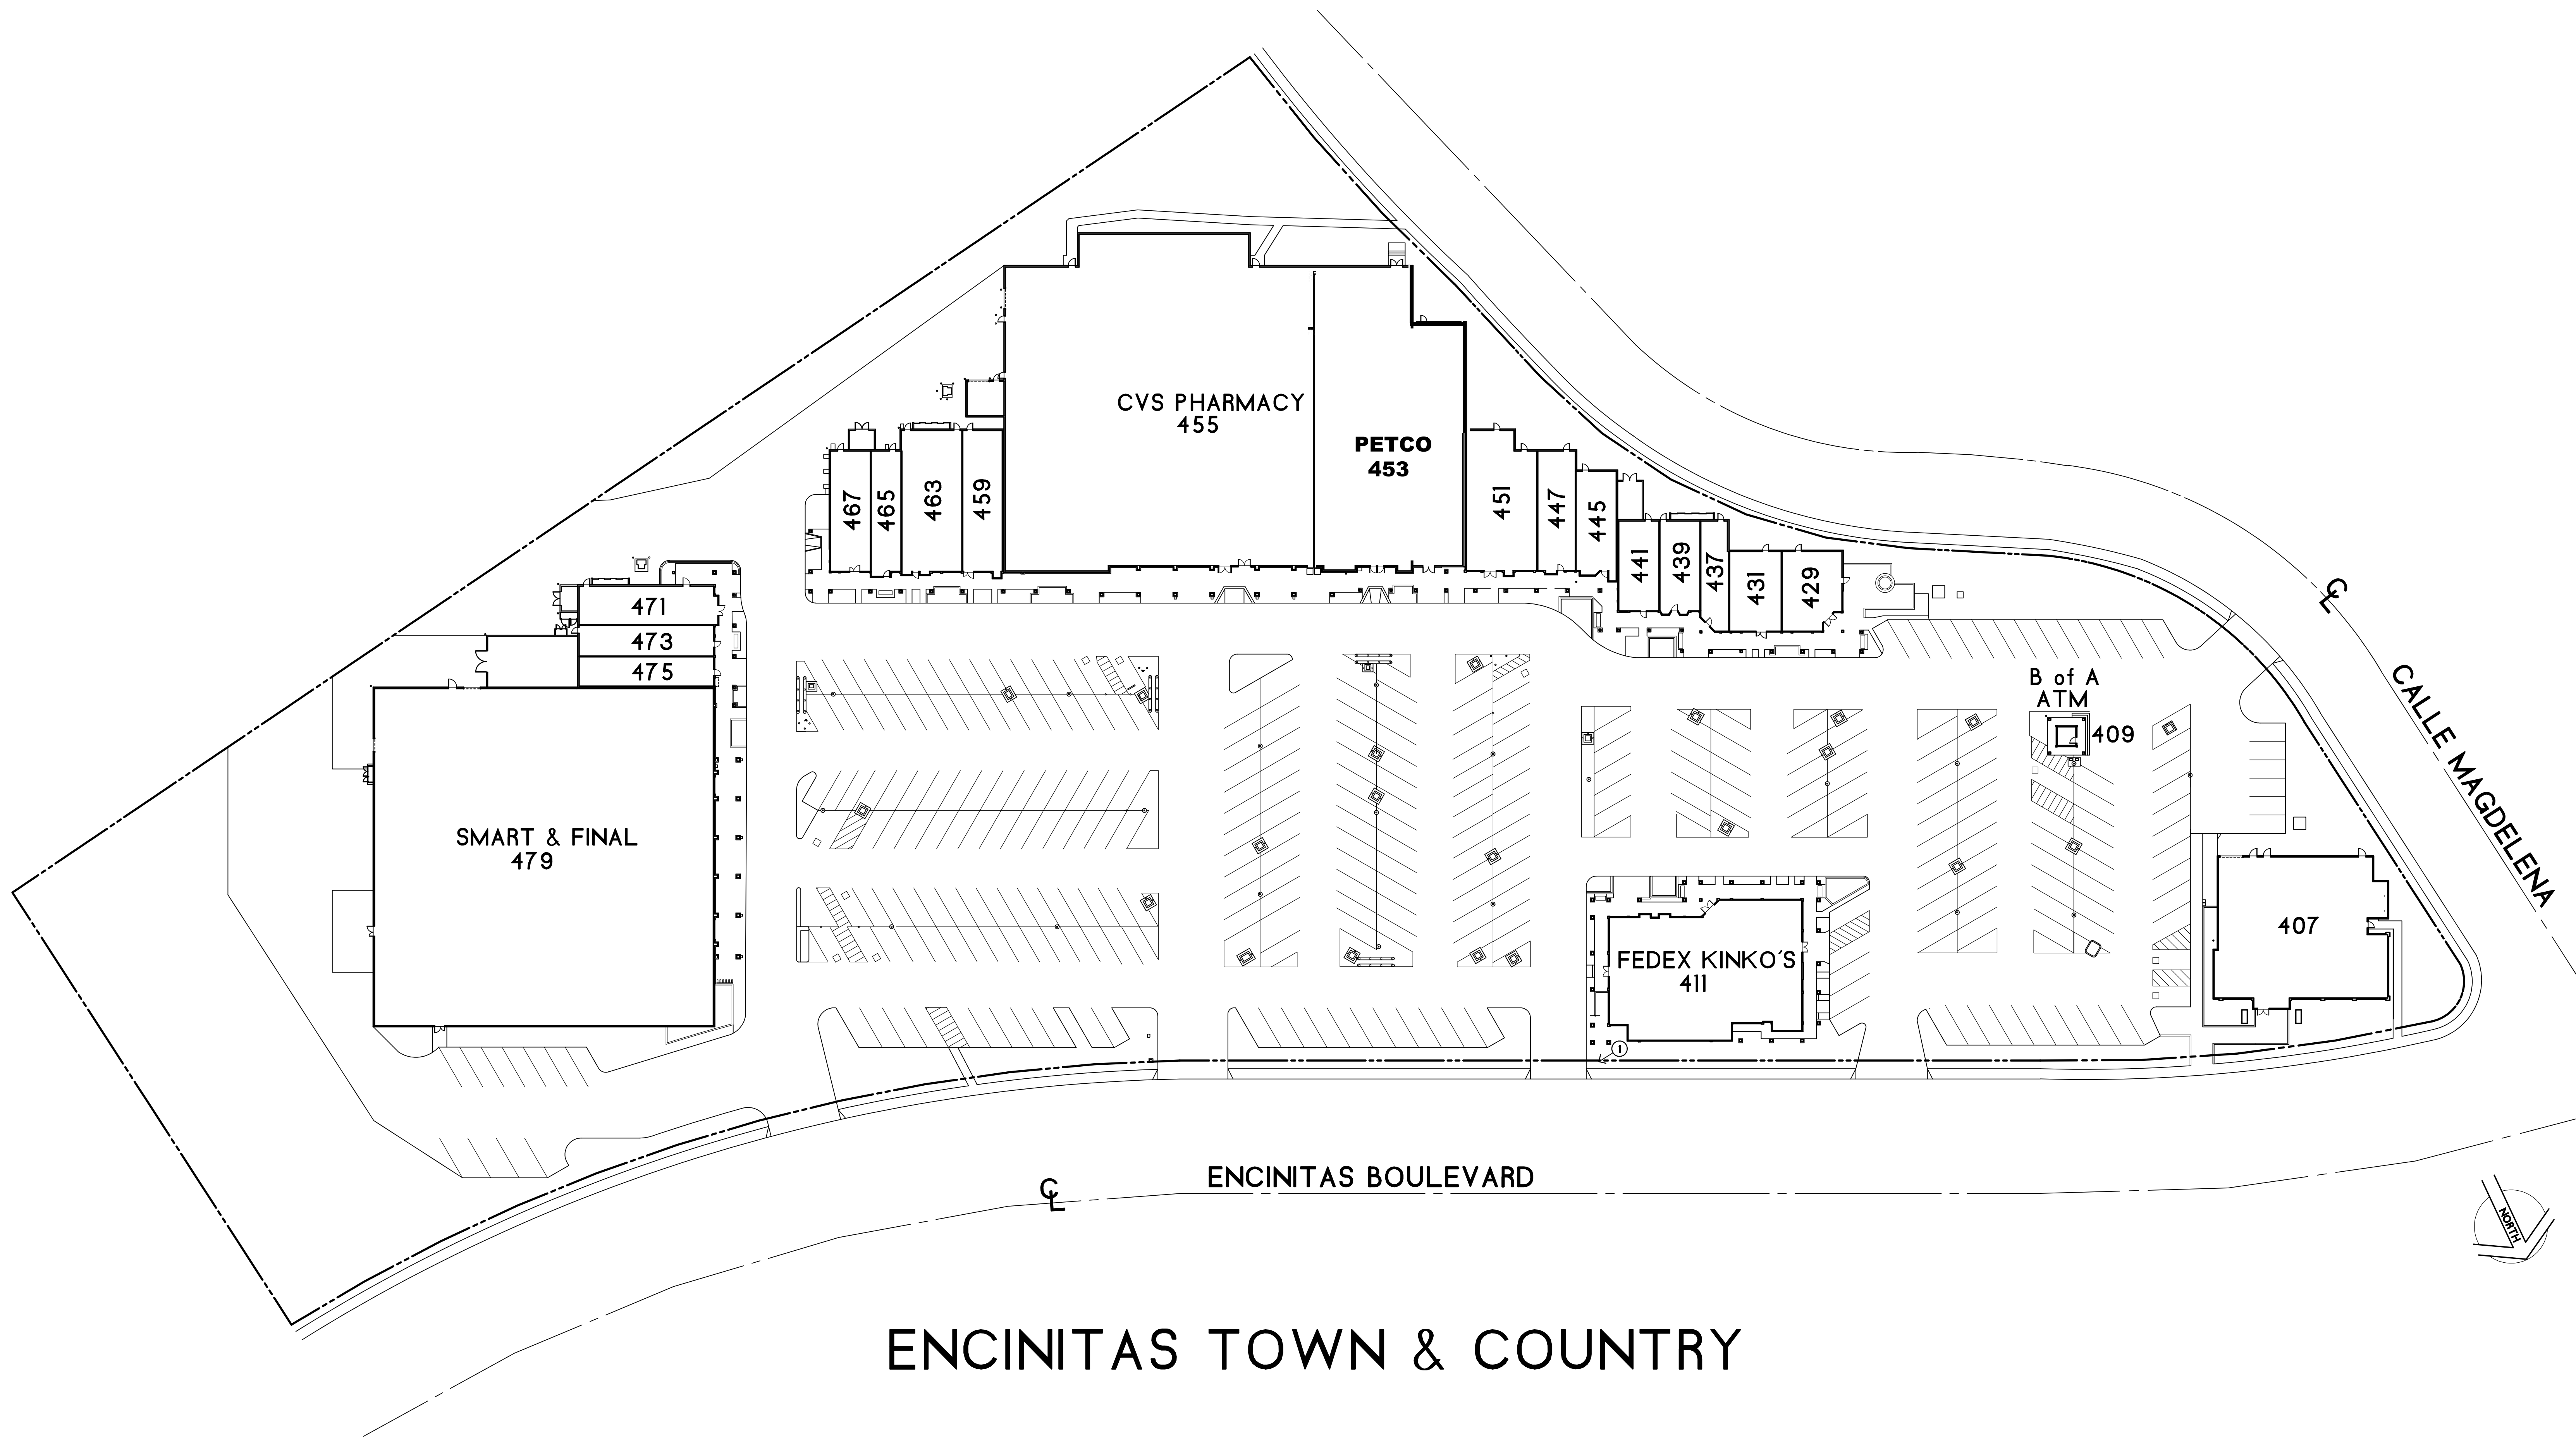 CVS PHARMACY
455
PETCO
453
467
465
463
459
451
447
445
441
439
437
431
429
471
473
475
SMART & FINAL
479
B of A
ATM
409
CL
CALLE MAGDELENA
407
FEDEX KINKO'S
411
1
ENCINITAS BOULEVARD
CL
NORTH
ENCINITAS TOWN & COUNTRY